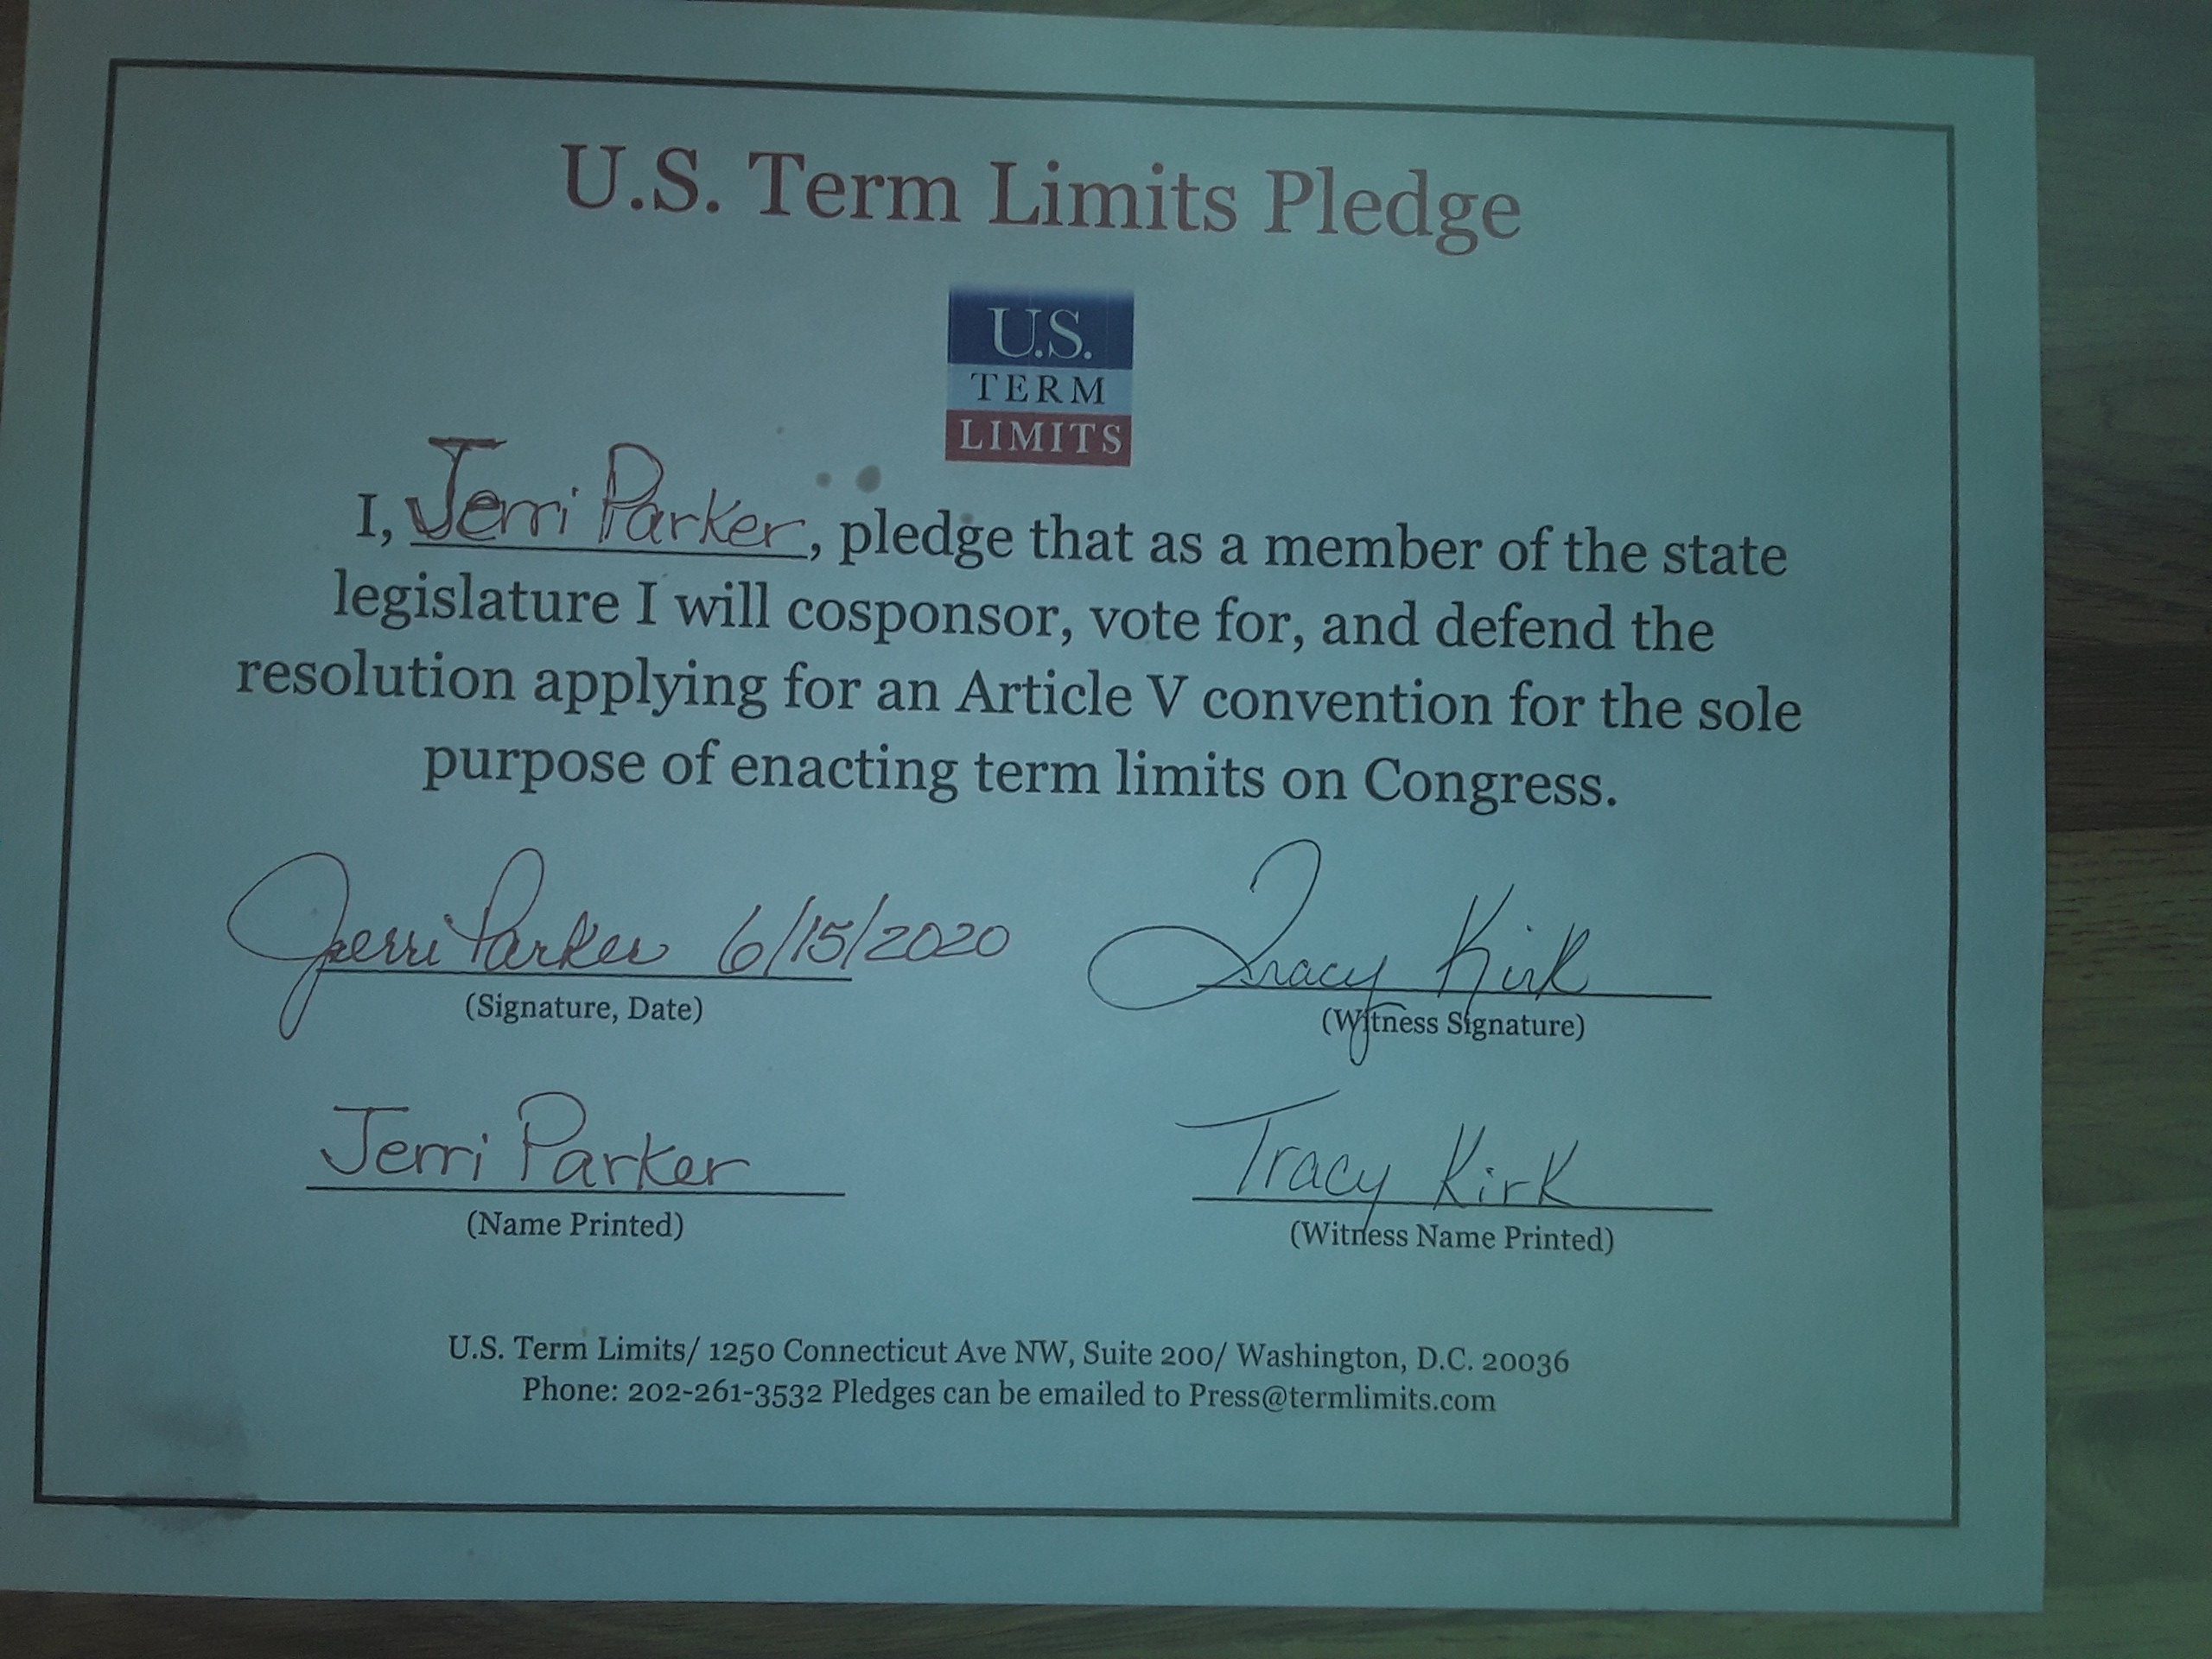 U.S. Term Limits Pledge
U.S.
TERM
LIMITS
I, Jerri Parker, pledge that as a member of the state
legislature I will cosponsor, vote for, and defend the
resolution applying for an Article V convention for the sole
purpose of enacting term limits on Congress.
Jerri Parker 6/15/2020 Tracy Kirk
(Signature, Date) (Witness Signature)
Jerri Parker Tracy Kirk
(Name Printed) (Witness Name Printed)
U.S. Term Limits/ 1250 Connecticut Ave NW, Suite 200/ Washington, D.C. 20036
Phone: 202-261-3532 Pledges can be emailed to Press@termlimits.com